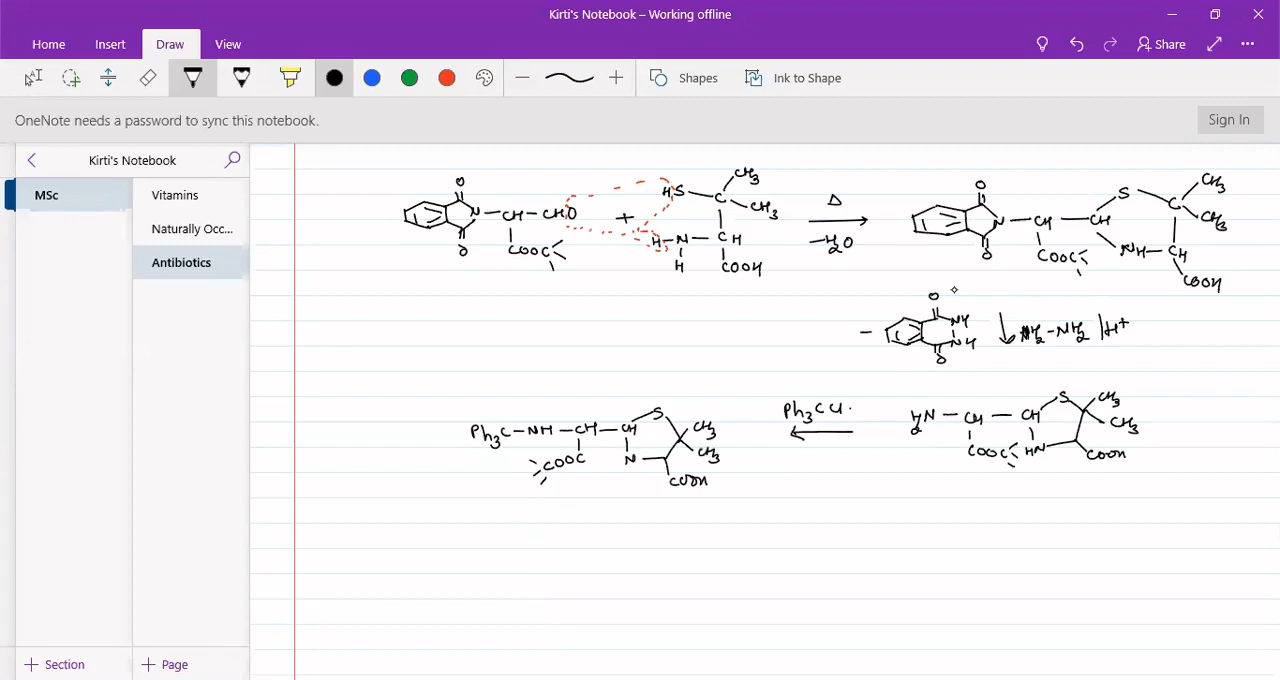 Kirti's Notebook – Working offline
Home Insert Draw View Share
Shapes Ink to Shape
OneNote needs a password to sync this notebook. Sign In
Kirti's Notebook
MSc
Vitamins
Naturally Occ...
Antibiotics
O HS C CH3 CH3
N CH CHO + Δ
O COOC H N CH -H2O
H COOH
O S C CH3 CH3
N CH CH
O COOC NH CH
COOH
- O NH NH O NH2-NH2 | H+
Ph3C-NH-CH-CH S CH3 CH3
COOC N COOH
Ph3CCl.
H2N-CH-CH S CH3 CH3
COOC HN COOH
Section Page